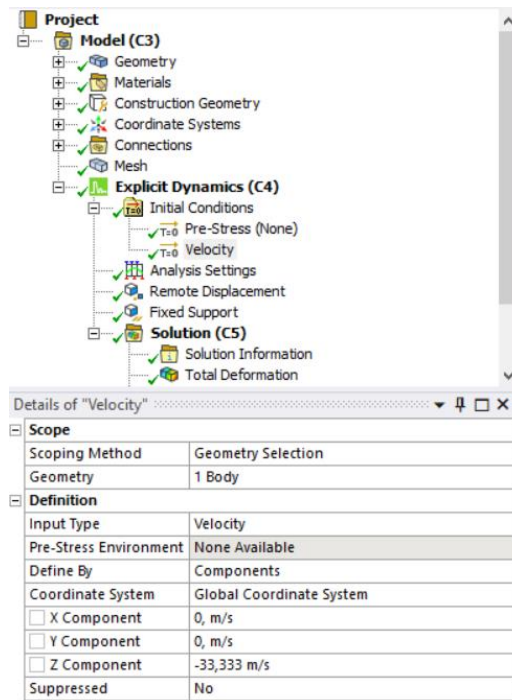 Project
Model (C3)
Geometry
Materials
Construction Geometry
Coordinate Systems
Connections
Mesh
Explicit Dynamics (C4)
T=0 Initial Conditions
T=0 Pre-Stress (None)
T=0 Velocity
Analysis Settings
Remote Displacement
Fixed Support
Solution (C5)
Solution Information
Total Deformation
Details of "Velocity"
Scope
Scoping Method Geometry Selection
Geometry 1 Body
Definition
Input Type Velocity
Pre-Stress Environment None Available
Define By Components
Coordinate System Global Coordinate System
X Component 0, m/s
Y Component 0, m/s
Z Component -33,333 m/s
Suppressed No